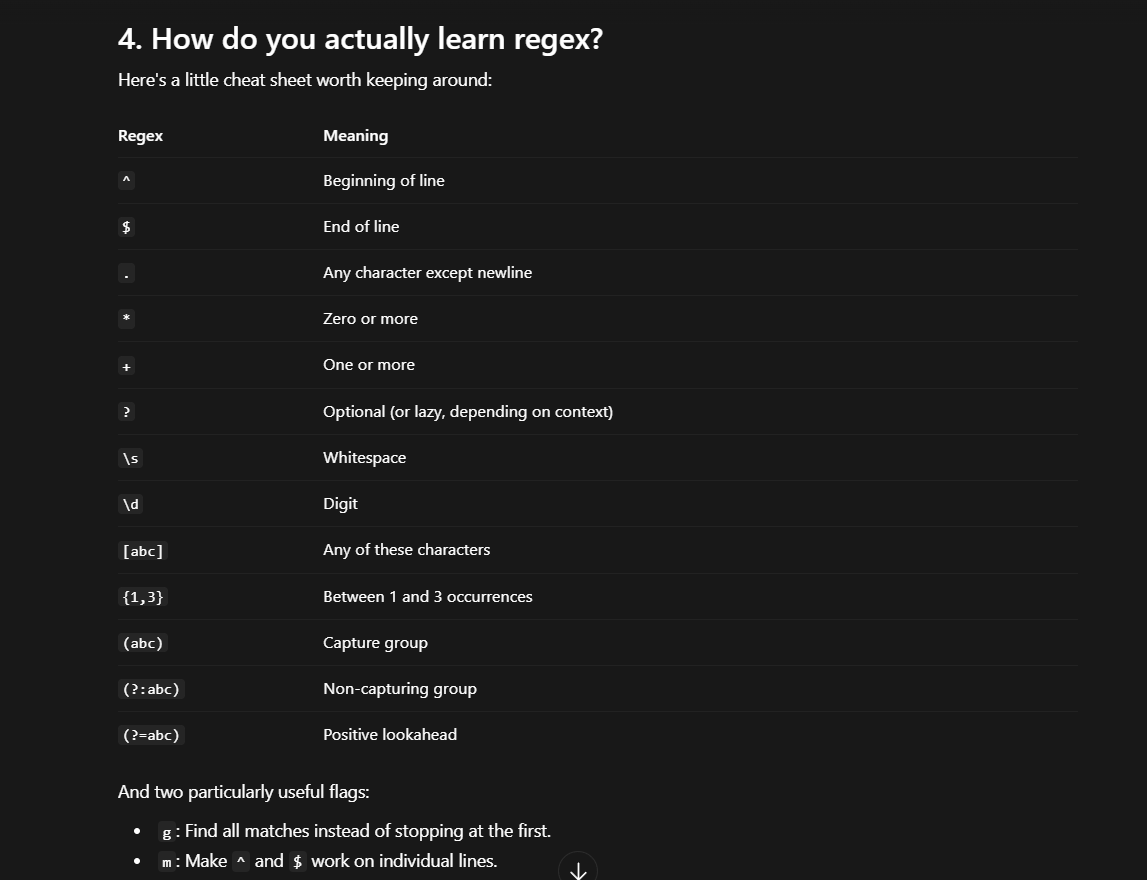 4. How do you actually learn regex?
Here's a little cheat sheet worth keeping around:
Regex Meaning
^ Beginning of line
$ End of line
. Any character except newline
* Zero or more
+ One or more
? Optional (or lazy, depending on context)
\s Whitespace
\d Digit
[abc] Any of these characters
{1,3} Between 1 and 3 occurrences
(abc) Capture group
(?:abc) Non-capturing group
(?=abc) Positive lookahead
And two particularly useful flags:
• g: Find all matches instead of stopping at the first.
• m: Make ^ and $ work on individual lines.